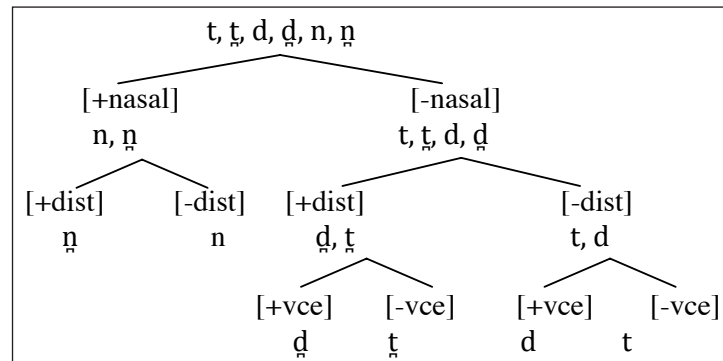 t, t̪, d, d̪, n, n̪
[+nasal] [-nasal]
n, n̪ t, t̪, d, d̪
[+dist] [-dist] [+dist] [-dist]
n̪ n d̪, t̪ t, d
[+vce] [-vce] [+vce] [-vce]
d̪ t̪ d t